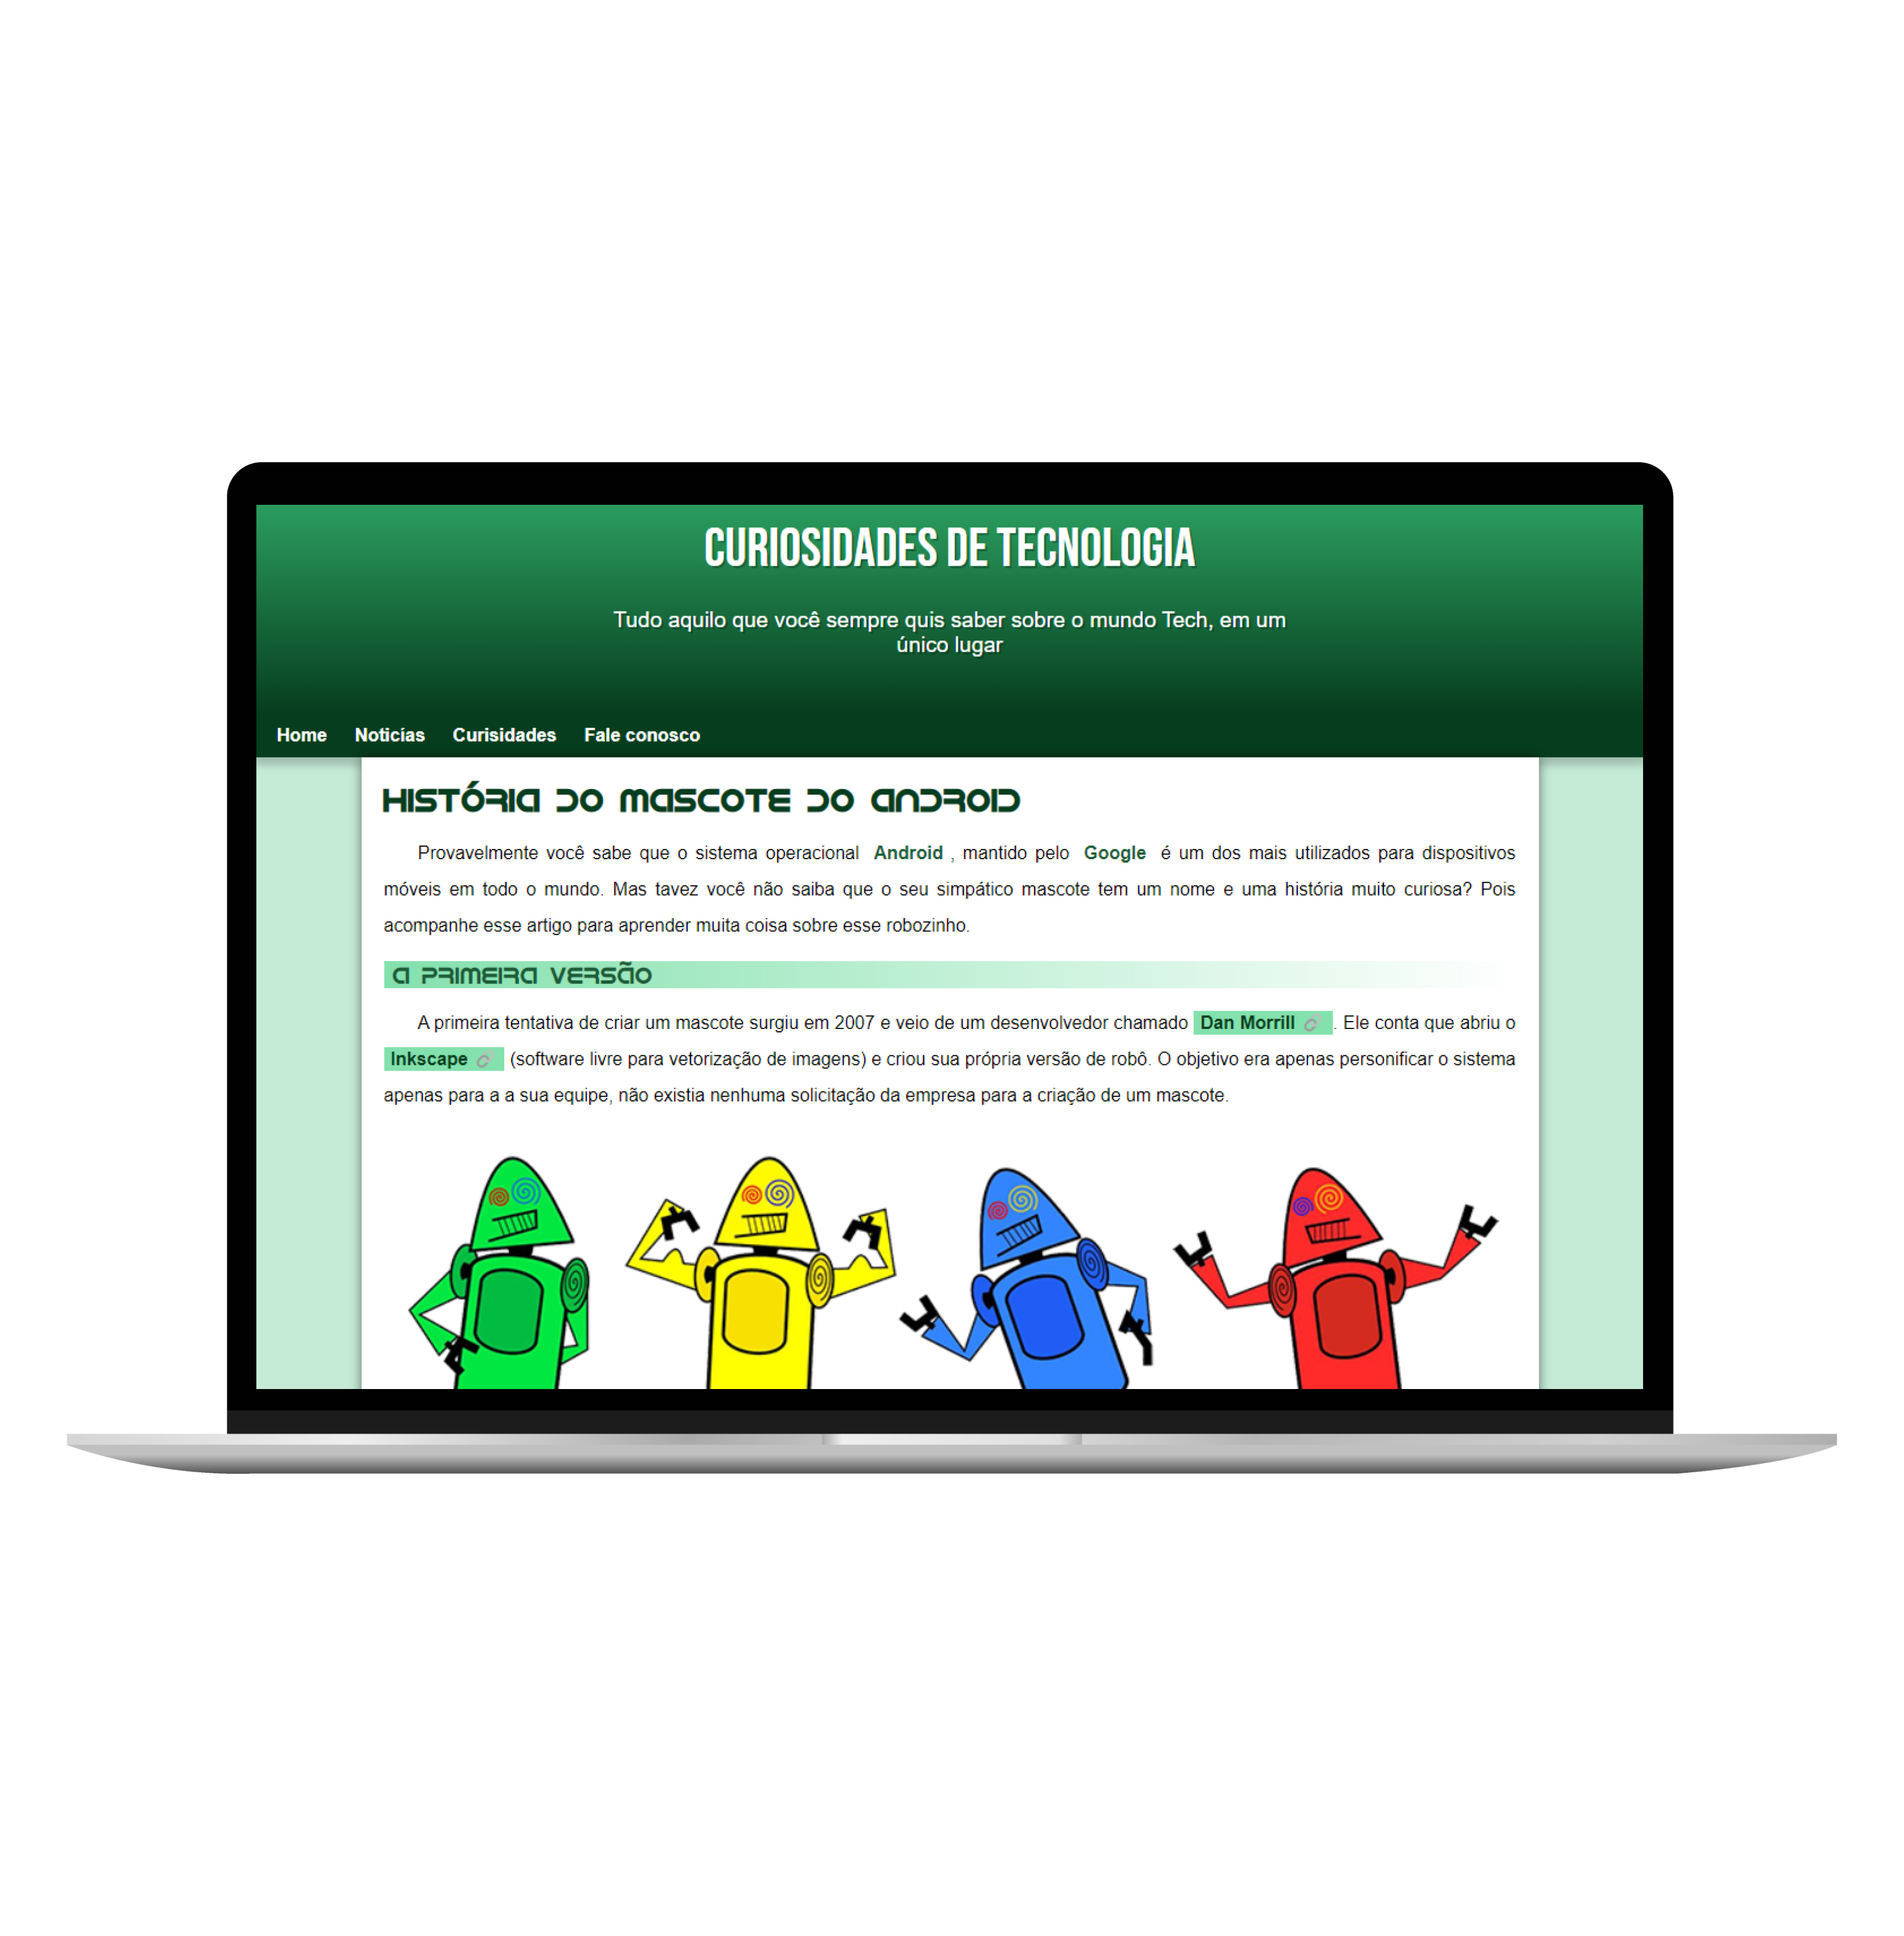 CURIOSIDADES DE TECNOLOGIA
Tudo aquilo que você sempre quis saber sobre o mundo Tech, em um
único lugar
Home Noticías Curisidades Fale conosco
HISTÓRIA DO MASCOTE DO ANDROID
Provavelmente você sabe que o sistema operacional Android , mantido pelo Google é um dos mais utilizados para dispositivos
móveis em todo o mundo. Mas tavez você não saiba que o seu simpático mascote tem um nome e uma história muito curiosa? Pois
acompanhe esse artigo para aprender muita coisa sobre esse robozinho.
A PRIMEIRA VERSÃO
A primeira tentativa de criar um mascote surgiu em 2007 e veio de um desenvolvedor chamado Dan Morrill . Ele conta que abriu o
Inkscape (software livre para vetorização de imagens) e criou sua própria versão de robô. O objetivo era apenas personificar o sistema
apenas para a a sua equipe, não existia nenhuma solicitação da empresa para a criação de um mascote.